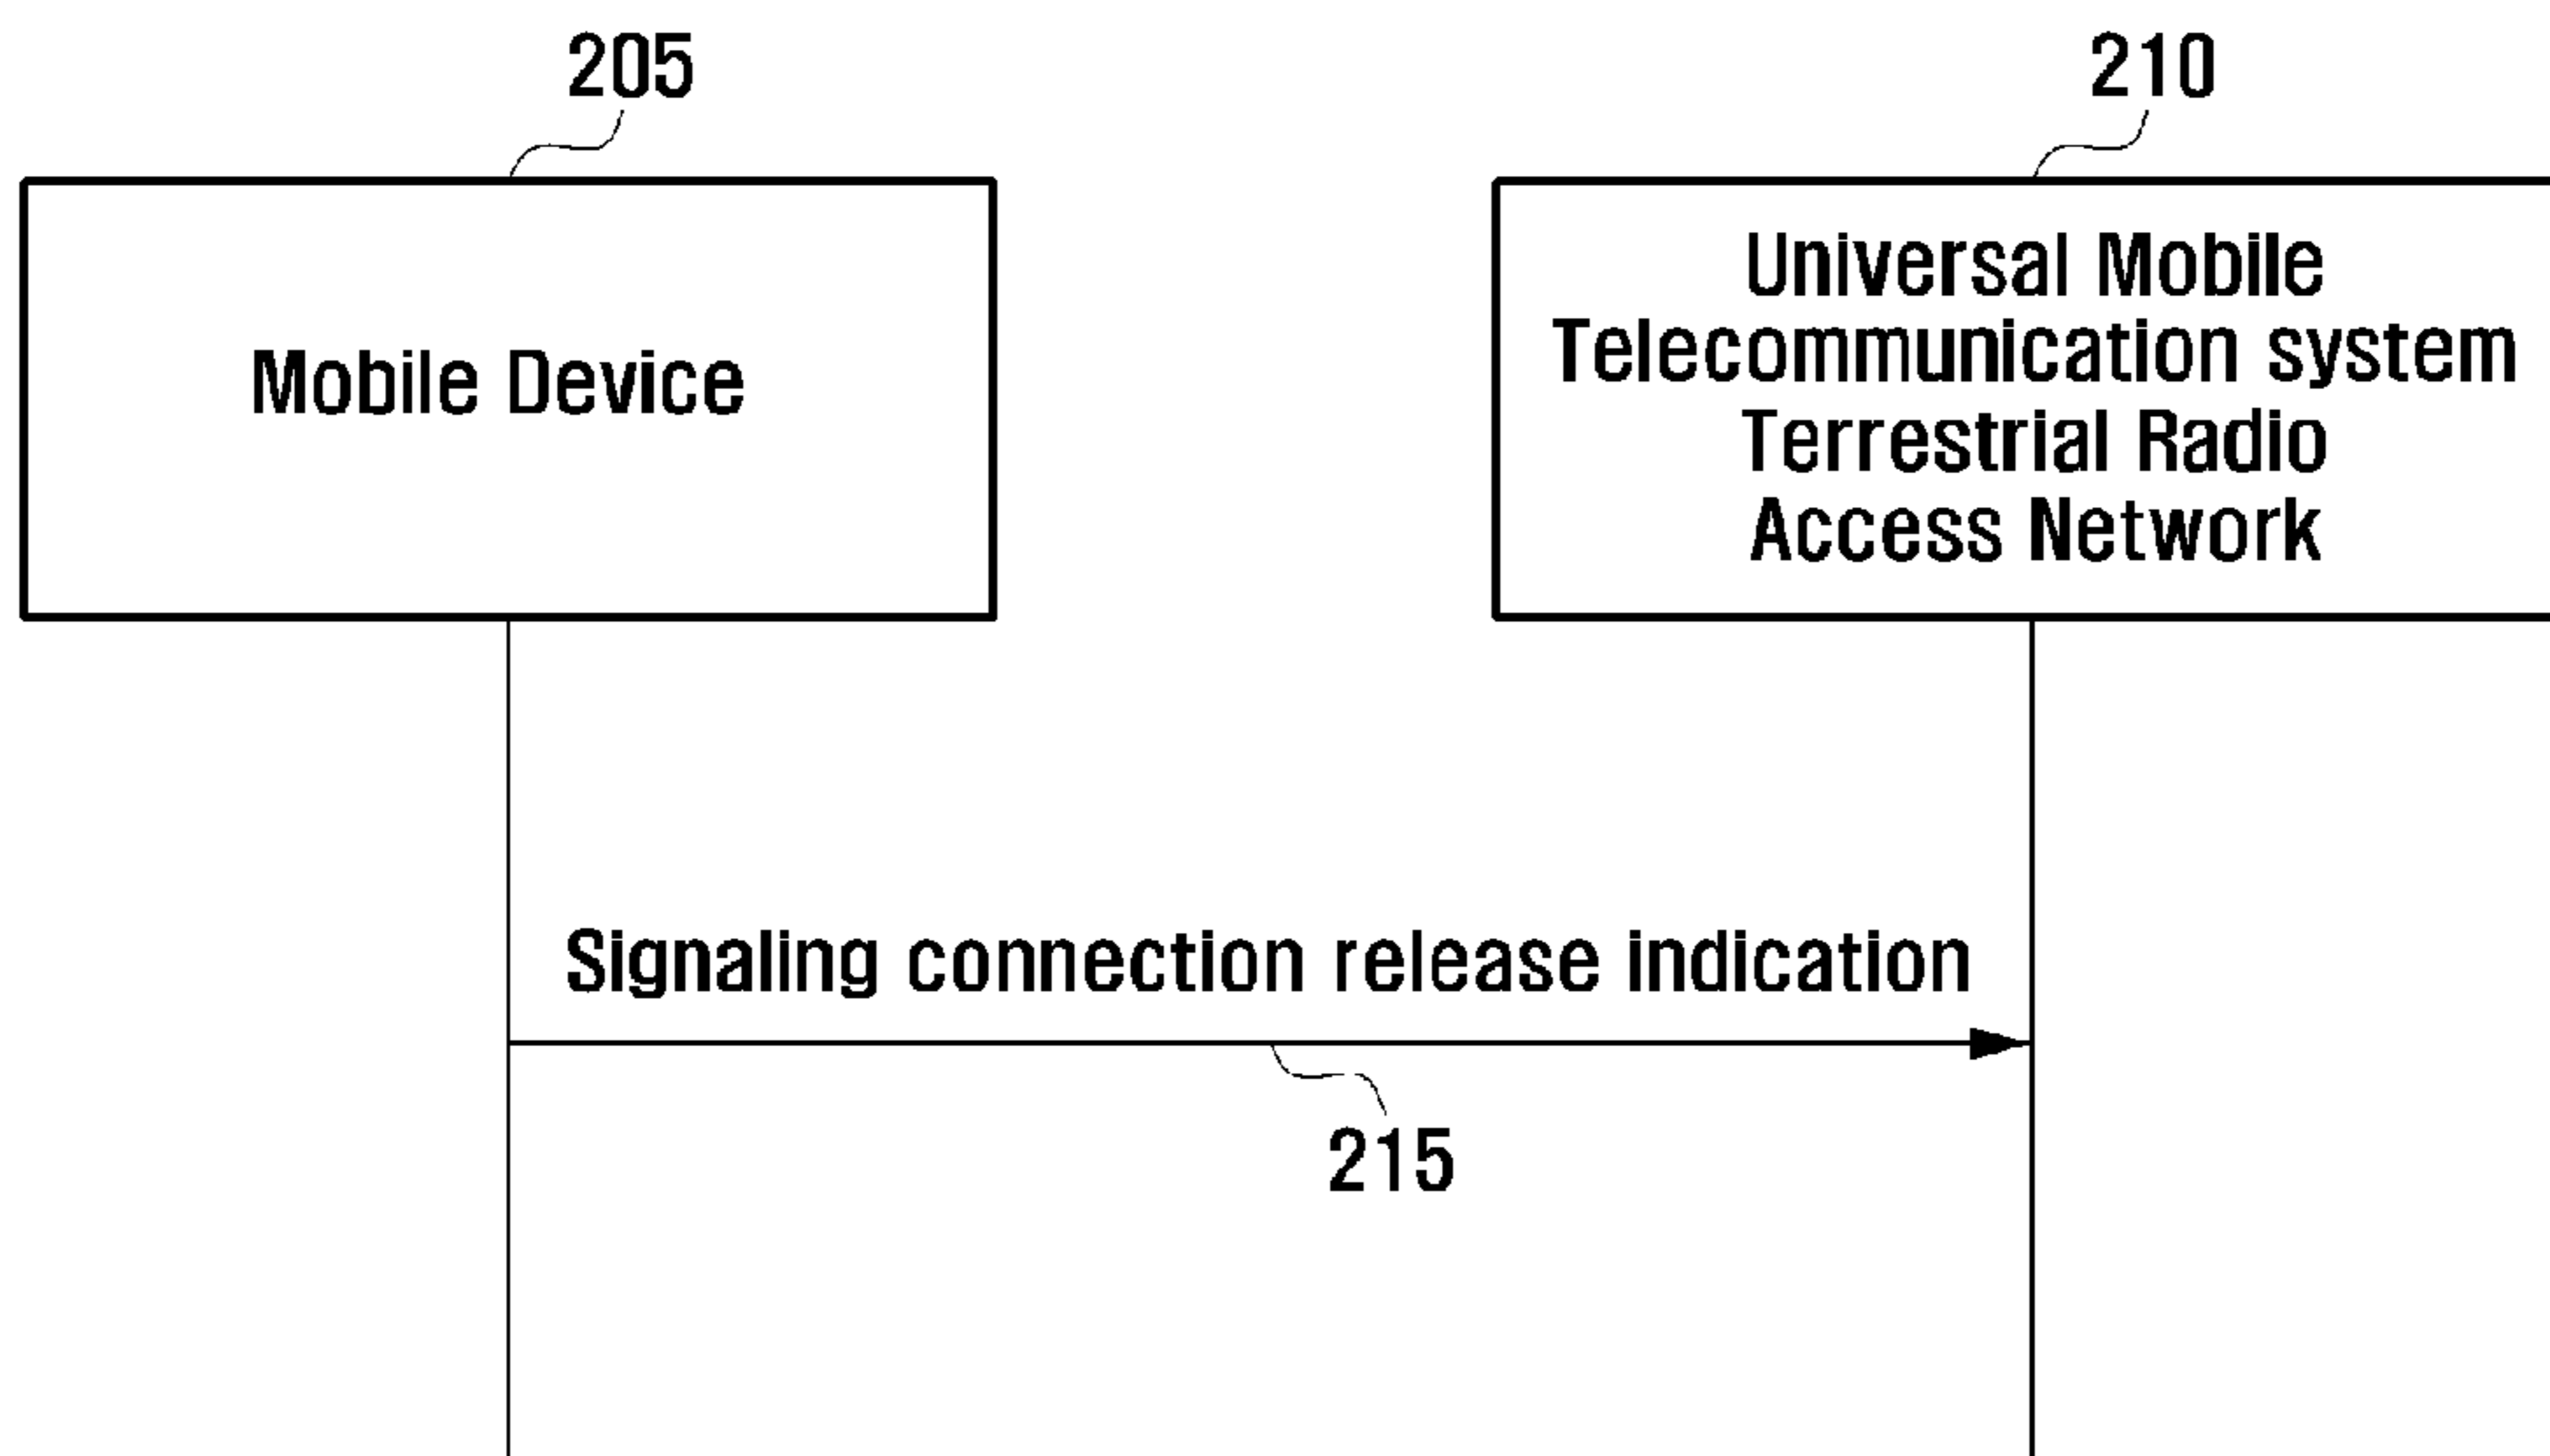 205
210
Mobile Device
Universal Mobile
Telecommunication system
Terrestrial Radio
Access Network
Signaling connection release indication
215